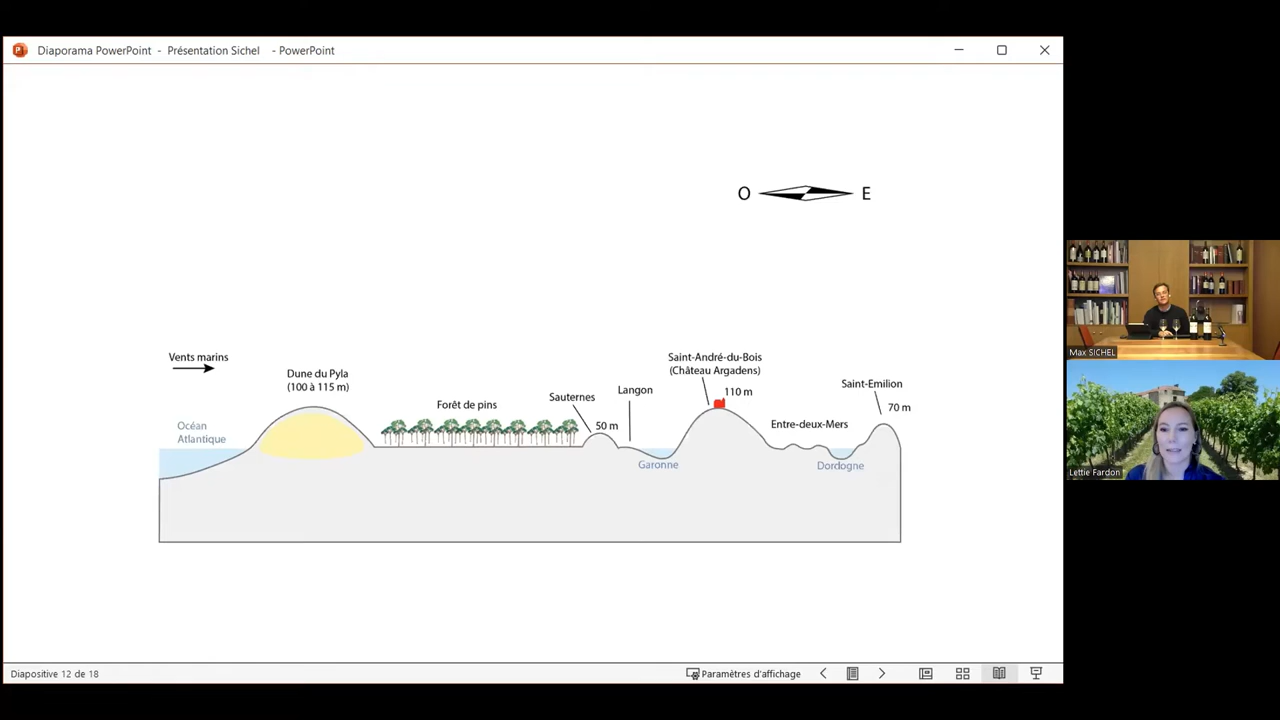 Diaporama PowerPoint - Présentation Sichel - PowerPoint
O E
Vents marins
Dune du Pyla
(100 à 115 m)
Océan
Atlantique
Forêt de pins
Sauternes
50 m
Langon
Garonne
Saint-André-du-Bois
(Château Argadens)
110 m
Entre-deux-Mers
Dordogne
Saint-Emilion
70 m
Max SICHEL
Lettie Fardon
Diapositive 12 de 18
Paramètres d'affichage